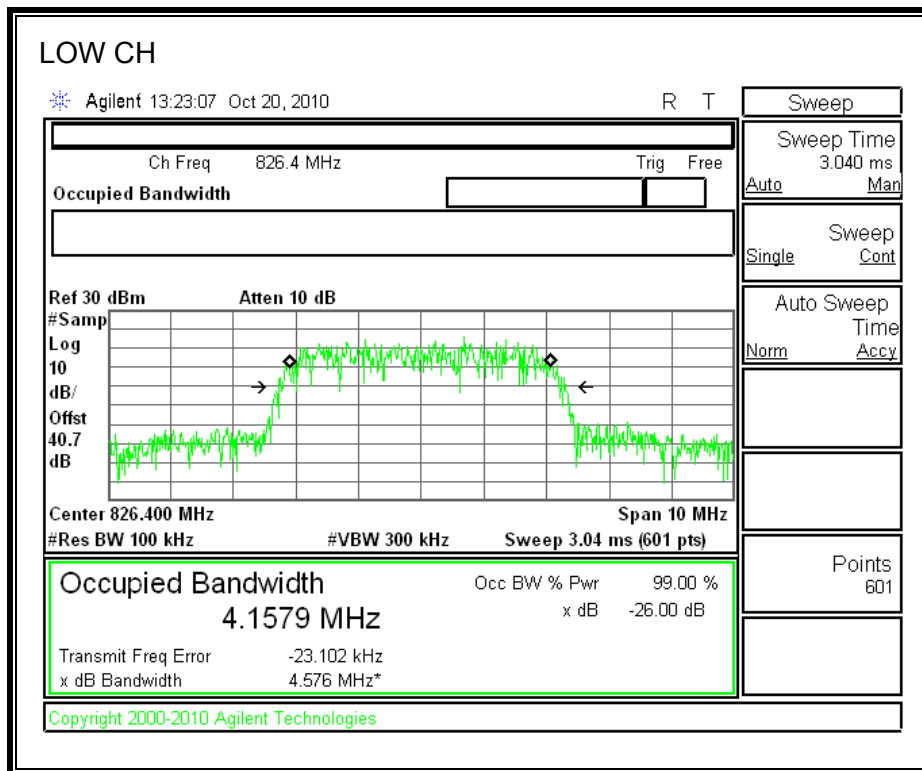 LOW CH
Agilent 13:23:07 Oct 20, 2010 R T
Sweep
Ch Freq 826.4 MHz Trig Free
Occupied Bandwidth
Sweep Time
3.040 ms
Auto Man
Sweep
Single Cont
Auto Sweep
Time
Norm Accy
Points
601
Ref 30 dBm Atten 10 dB
#Samp
Log
10
dB/
Offst
40.7
dB
Center 826.400 MHz Span 10 MHz
#Res BW 100 kHz #VBW 300 kHz Sweep 3.04 ms (601 pts)
Occupied Bandwidth Occ BW % Pwr 99.00 %
4.1579 MHz x dB -26.00 dB
Transmit Freq Error -23.102 kHz
x dB Bandwidth 4.576 MHz*
Copyright 2000-2010 Agilent Technologies